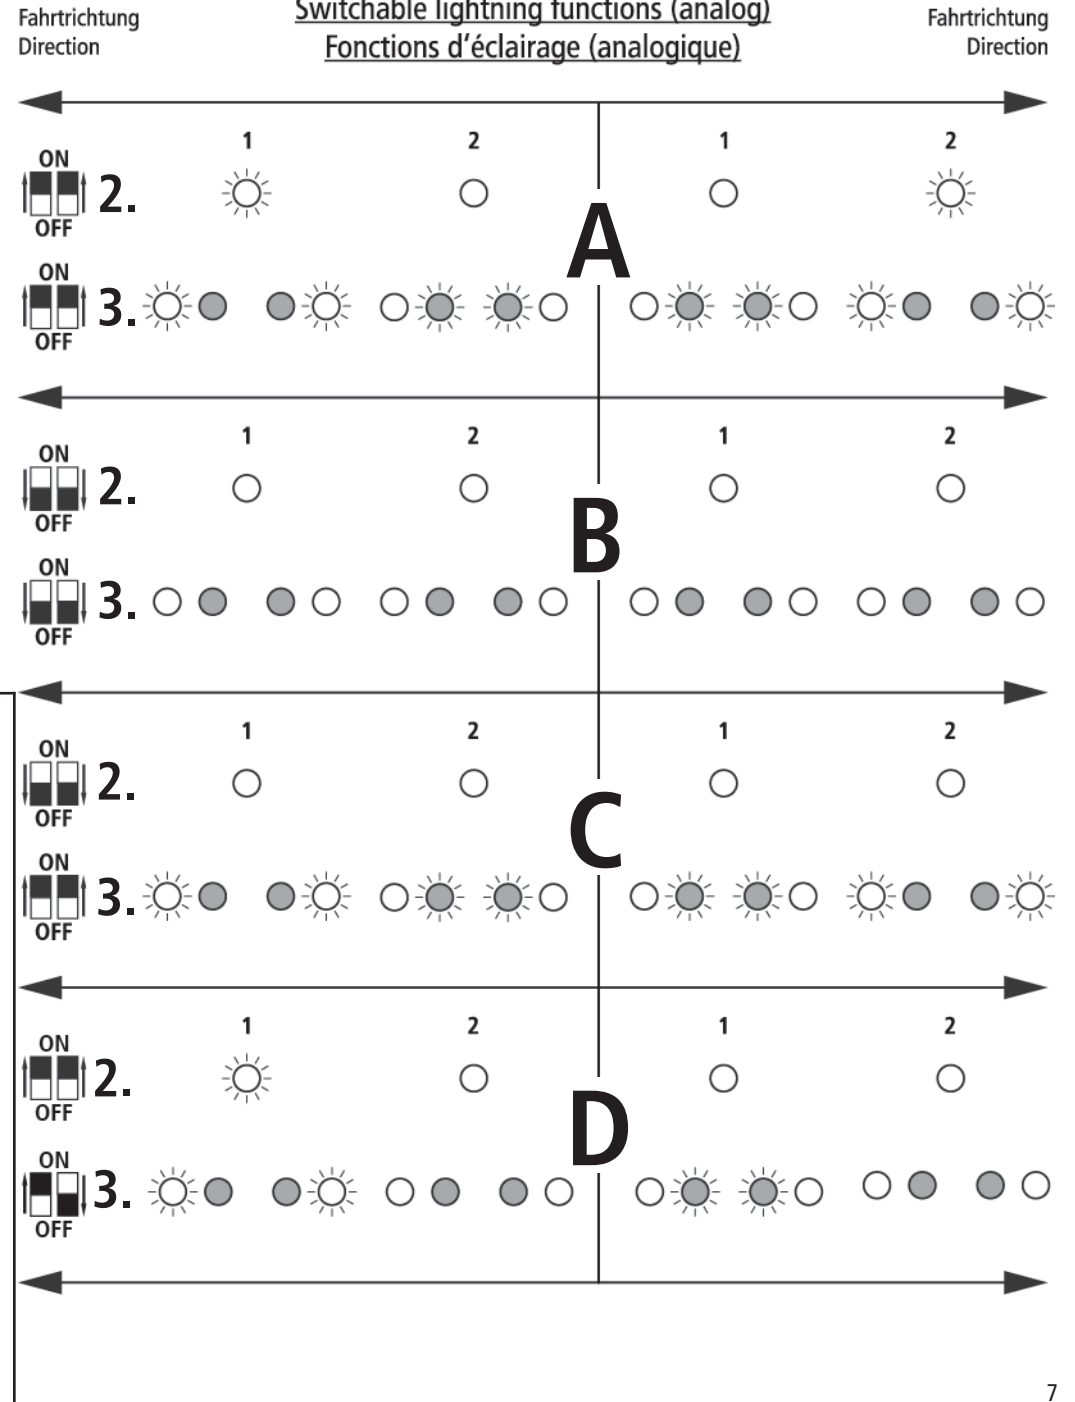 Fahrtrichtung
Direction
Switchable lightning functions (analog)
Fonctions d'éclairage (analogique)
Fahrtrichtung
Direction
1 2 1 2
ON
2.
OFF
A
ON
3.
OFF
1 2 1 2
ON
2.
OFF
B
ON
3.
OFF
1 2 1 2
ON
2.
OFF
C
ON
3.
OFF
1 2 1 2
ON
2.
OFF
D
ON
3.
OFF
7